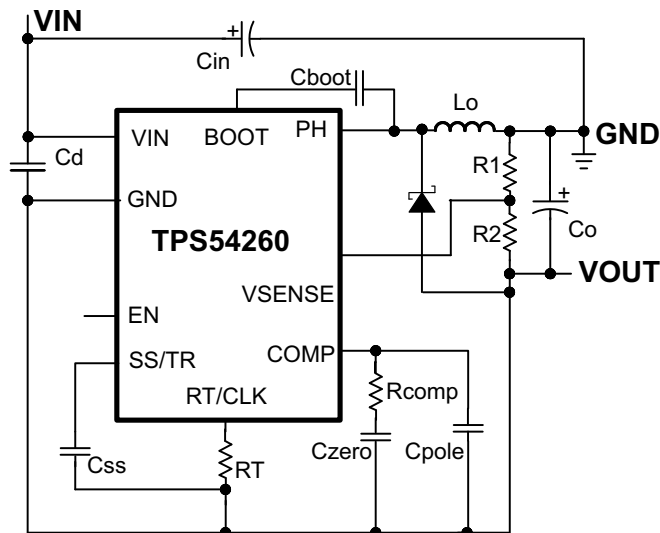 VIN
+
Cin
Cboot
Lo
VIN
BOOT
PH
GND
Cd
R1
GND
+
TPS54260
R2
Co
VOUT
VSENSE
EN
COMP
SS/TR
RT/CLK
Rcomp
Css
RT
Czero
Cpole